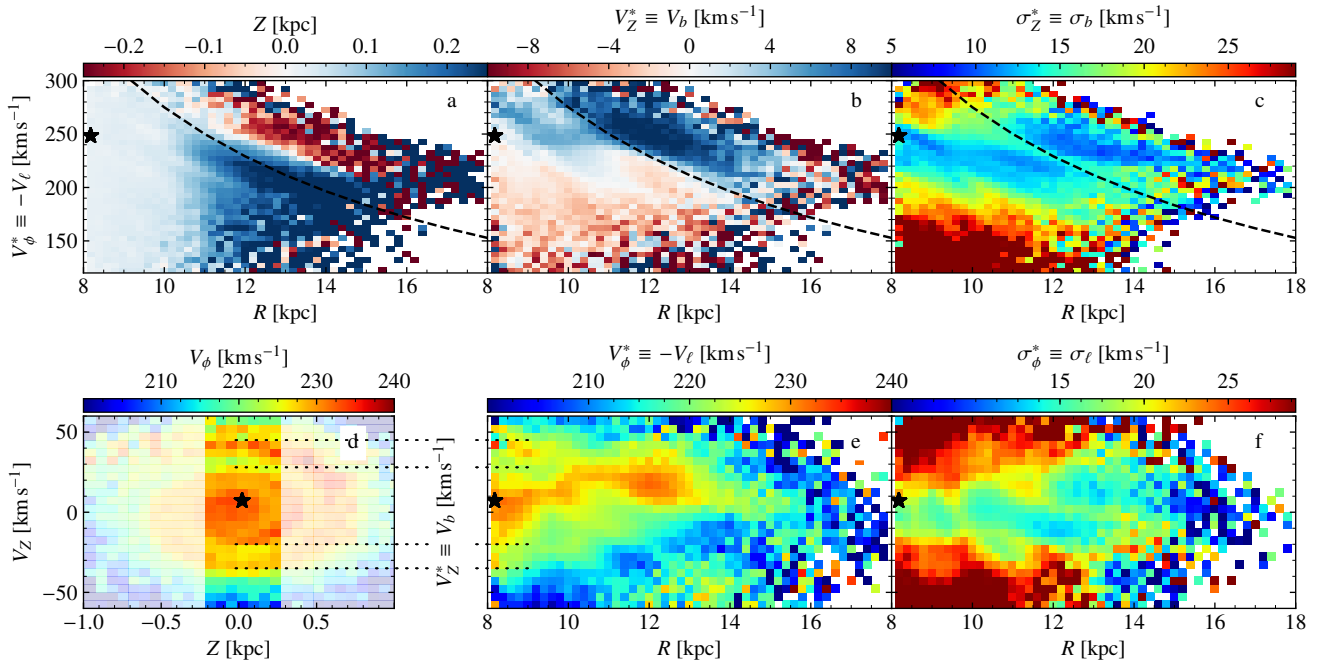 Z [kpc]
−0.2 −0.1 0.0 0.1 0.2
V*_Z ≡ V_b [km s⁻¹]
−8 −4 0 4 8 5
σ*_Z ≡ σ_b [km s⁻¹]
10 15 20 25
V*_ϕ ≡ −V_ℓ [km s⁻¹]
300
250
200
150
a
b
c
8 10 12 14 16
8 10 12 14 16
8 10 12 14 16 18
R [kpc]
R [kpc]
R [kpc]
V_ϕ [km s⁻¹]
210 220 230 240
V*_ϕ ≡ −V_ℓ [km s⁻¹]
210 220 230 240
σ*_ϕ ≡ σ_ℓ [km s⁻¹]
15 20 25
V_Z [km s⁻¹]
50
0
−50
d
V*_Z ≡ V_b [km s⁻¹]
e
f
−1.0 −0.5 0.0 0.5
8 10 12 14 16
8 10 12 14 16 18
Z [kpc]
R [kpc]
R [kpc]